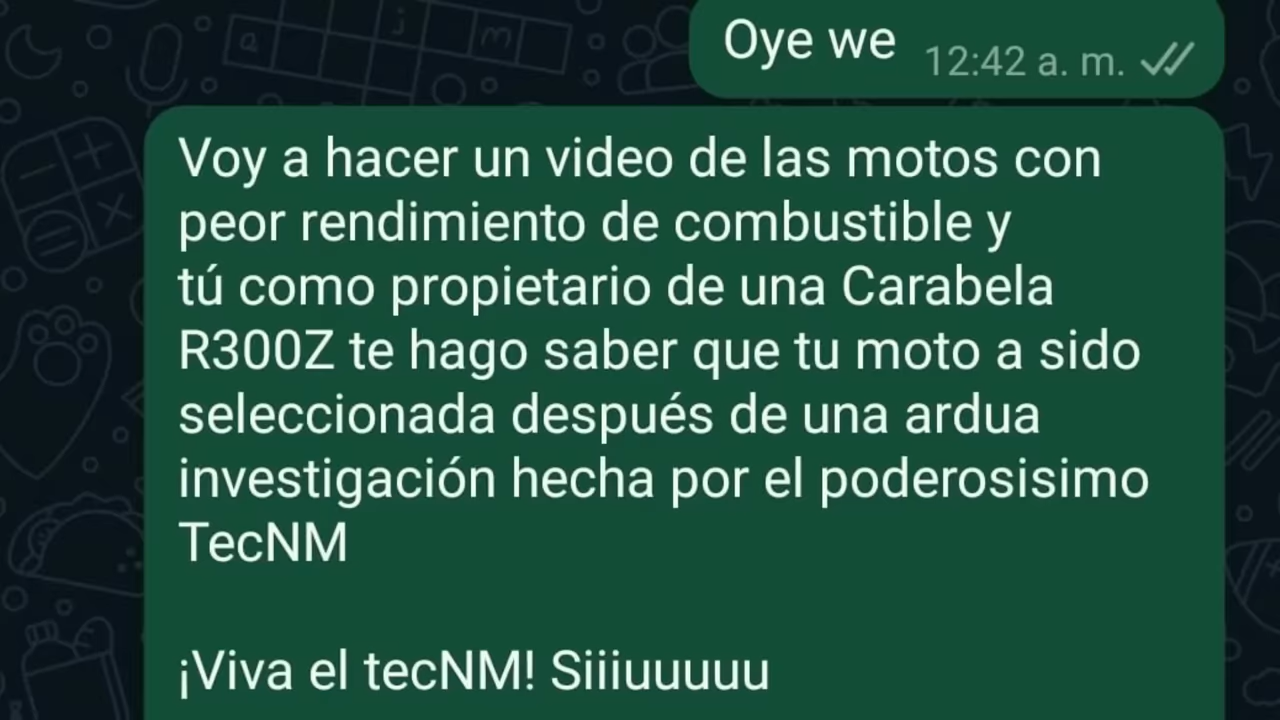 Oye we 12:42 a. m.
Voy a hacer un video de las motos con
peor rendimiento de combustible y
tú como propietario de una Carabela
R300Z te hago saber que tu moto a sido
seleccionada después de una ardua
investigación hecha por el poderosisimo
TecNM
¡Viva el tecNM! Siiiuuuuu